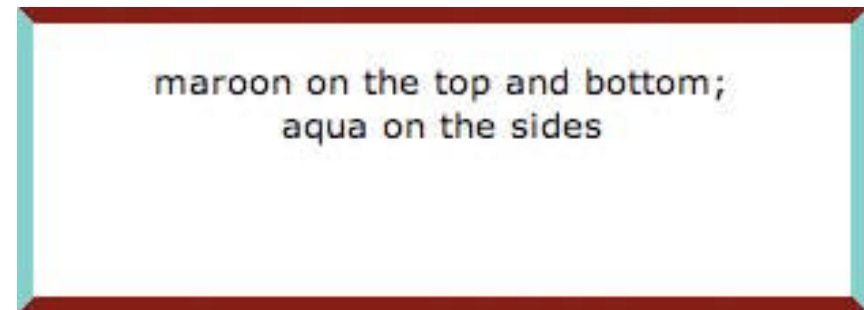 maroon on the top and bottom;
aqua on the sides